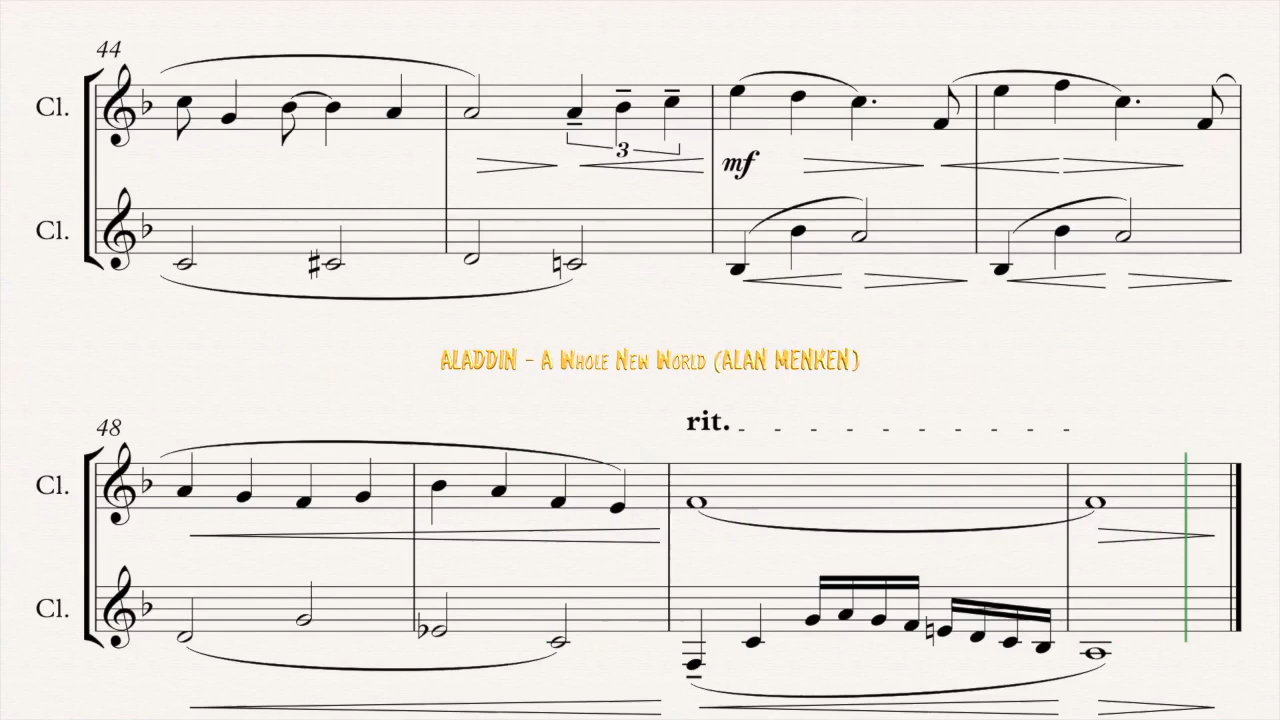 44
Cl.
3
mf
Cl.
ALADDIN - A Whole New World (ALAN MENKEN)
rit.
48
Cl.
Cl.